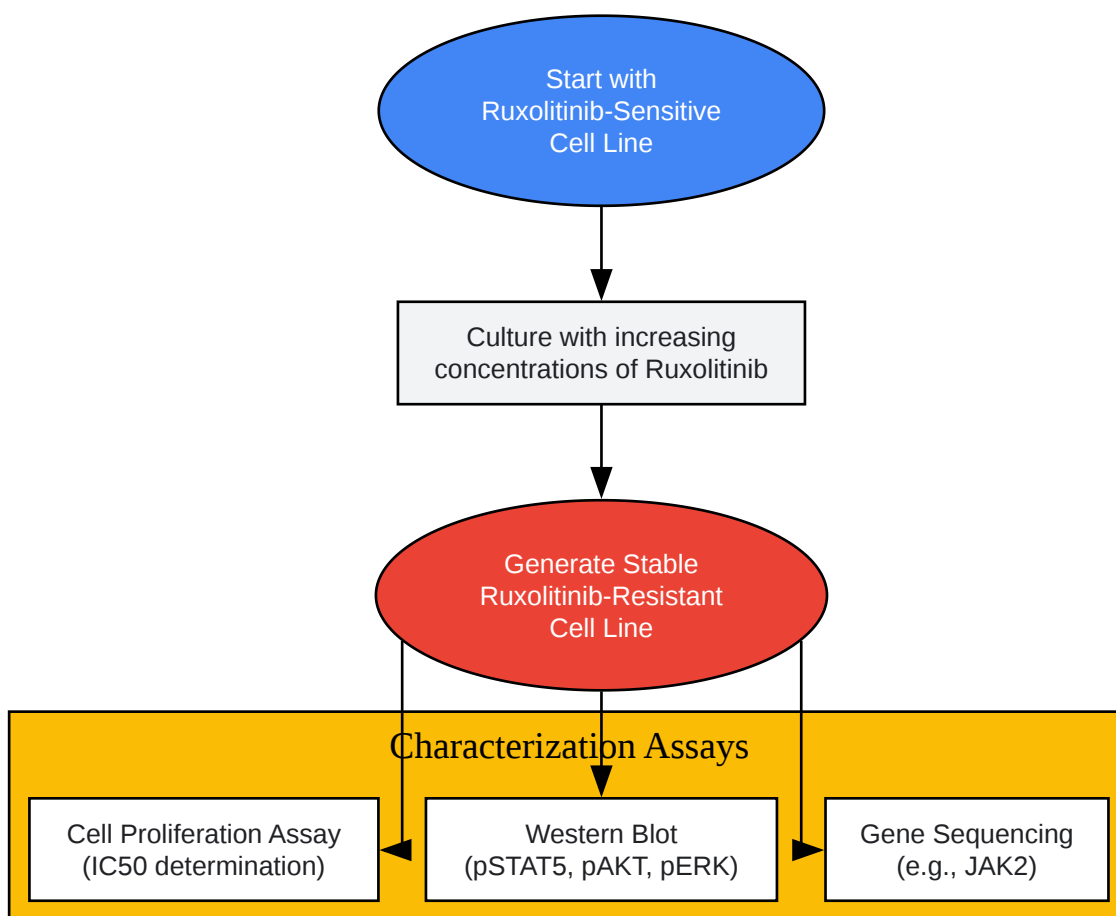 Start with
Ruxolitinib-Sensitive
Cell Line
Culture with increasing
concentrations of Ruxolitinib
Generate Stable
Ruxolitinib-Resistant
Cell Line
Characterization Assays
Cell Proliferation Assay
(IC50 determination)
Western Blot
(pSTAT5, pAKT, pERK)
Gene Sequencing
(e.g., JAK2)